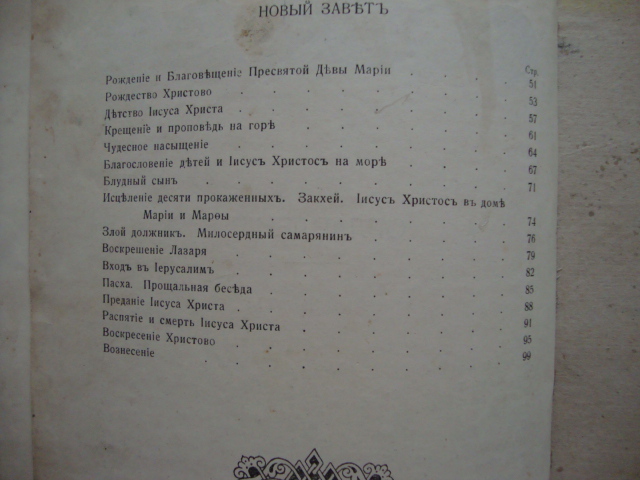 НОВЫЙ ЗАВѢТЪ
Стр.
Рожденіе и Благовѣщеніе Пресвятой Дѣвы Маріи . . . . . 51
Рождество Христово . . . . . . . . 53
Дѣтство Іисуса Христа . . . . . . . . 57
Крещеніе и проповѣдь на горѣ . . . . . . . 61
Чудесное насыщеніе . . . . . . . . 64
Благословеніе дѣтей и Іисусъ Христосъ на морѣ . . . . 67
Блудный сынъ . . . . . . . . . 71
Исцѣленіе десяти прокаженныхъ. Закхей. Іисусъ Христосъ въ домѣ
Маріи и Марѳы . . . . . . . . 74
Злой должникъ. Милосердный самарянинъ . . . . . 76
Воскрешеніе Лазаря . . . . . . . . 79
Входъ въ Іерусалимъ . . . . . . . . 82
Пасха. Прощальная бесѣда . . . . . . . 85
Преданіе Іисуса Христа . . . . . . . . 88
Распятіе и смерть Іисуса Христа . . . . . . 91
Воскресеніе Христово . . . . . . . . 95
Вознесеніе . . . . . . . . . 99